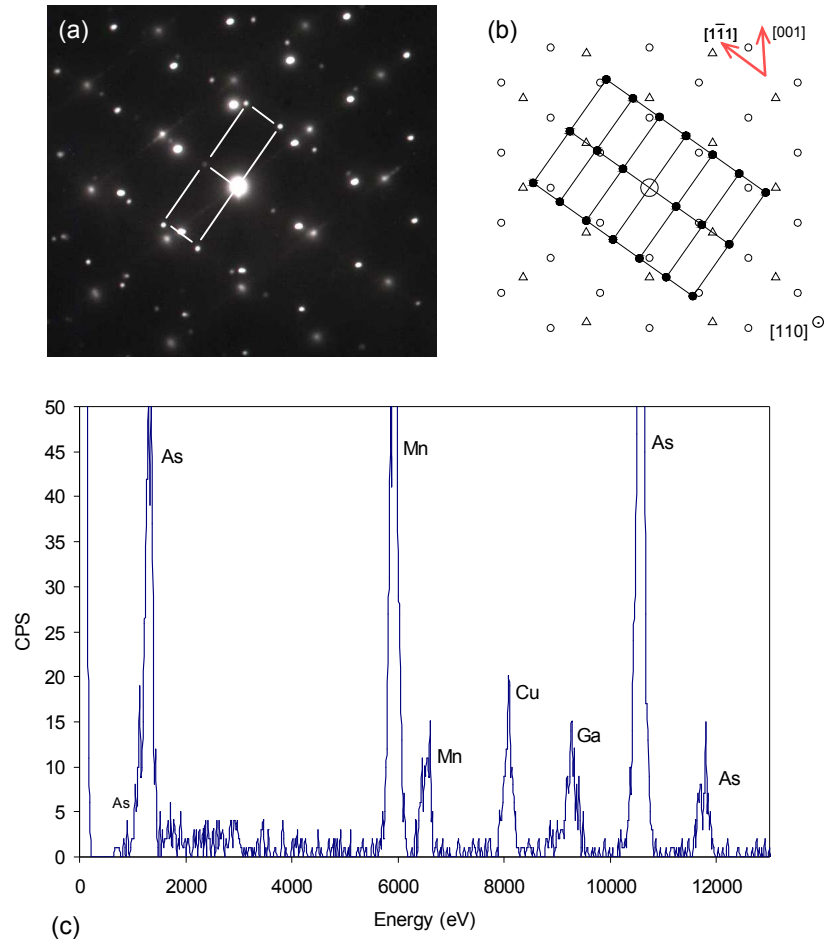 (a)
(b)
[11̅1]
[001]
[110]
50
45
40
35
30
25
20
15
10
5
0
CPS
As
Mn
As
Cu
Ga
Mn
As
As
0
2000
4000
6000
8000
10000
12000
Energy (eV)
(c)